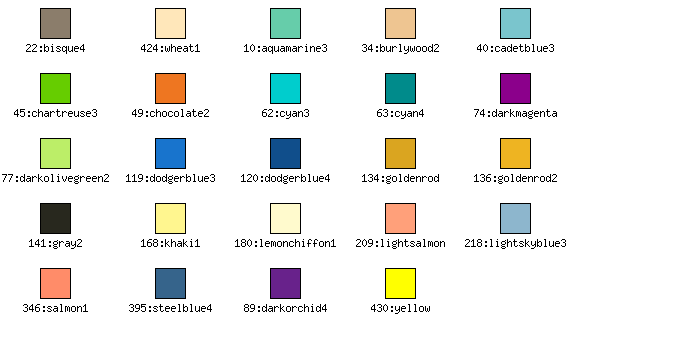 22:bisque4 424:wheat1 10:aquamarine3 34:burlywood2 40:cadetblue3
45:chartreuse3 49:chocolate2 62:cyan3 63:cyan4 74:darkmagenta
77:darkolivegreen2 119:dodgerblue3 120:dodgerblue4 134:goldenrod 136:goldenrod2
141:gray2 168:khaki1 180:lemonchiffon1 209:lightsalmon 218:lightskyblue3
346:salmon1 395:steelblue4 89:darkorchid4 430:yellow